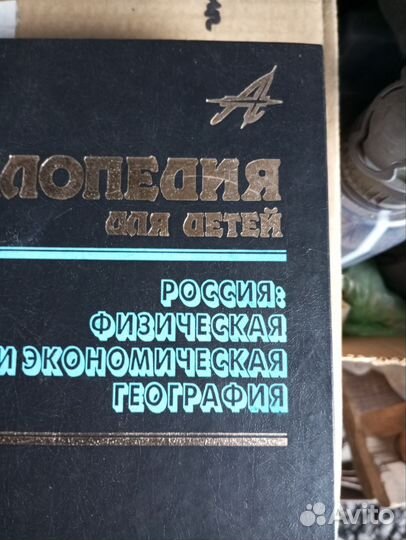 ЛОПЕДИЯ
ДЛЯ ДЕТЕЙ
РОССИЯ:
ФИЗИЧЕСКАЯ
И ЭКОНОМИЧЕСКАЯ
ГЕОГРАФИЯ
Avito